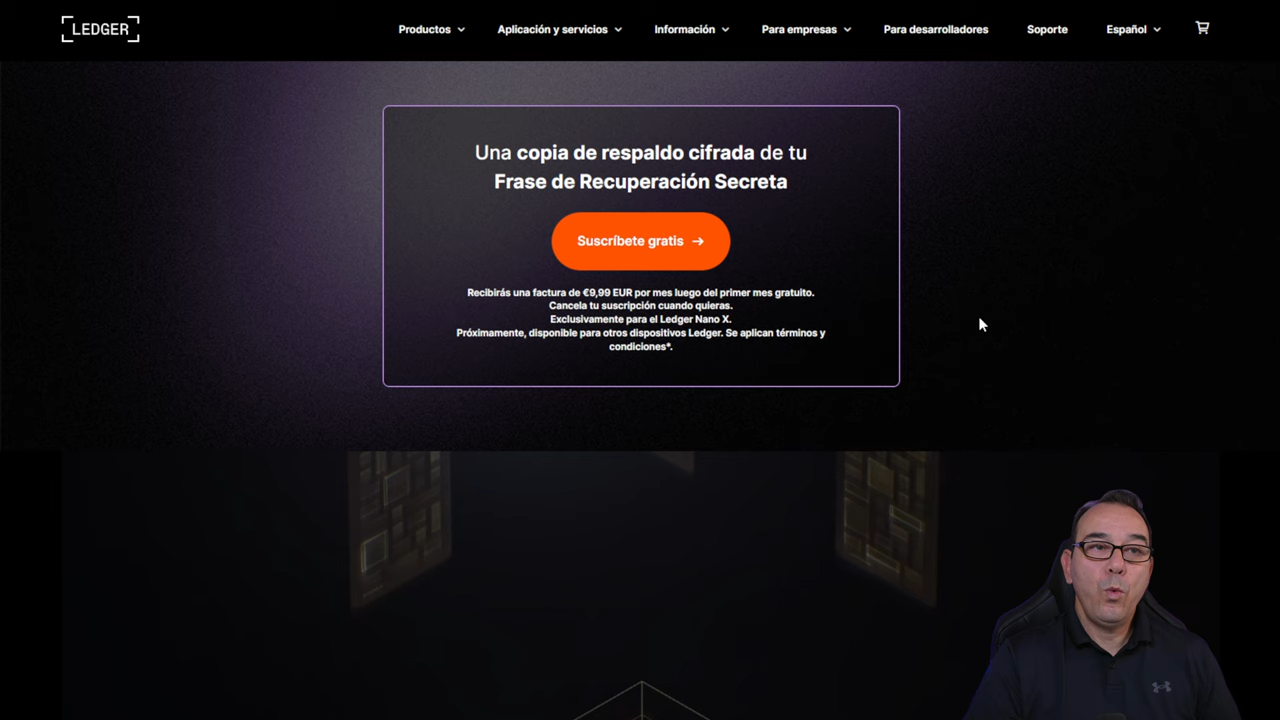 LEDGER
Productos
Aplicación y servicios
Información
Para empresas
Para desarrolladores
Soporte
Español
Una copia de respaldo cifrada de tu
Frase de Recuperación Secreta
Suscríbete gratis →
Recibirás una factura de €9,99 EUR por mes luego del primer mes gratuito.
Cancela tu suscripción cuando quieras.
Exclusivamente para el Ledger Nano X.
Próximamente, disponible para otros dispositivos Ledger. Se aplican términos y
condiciones*.